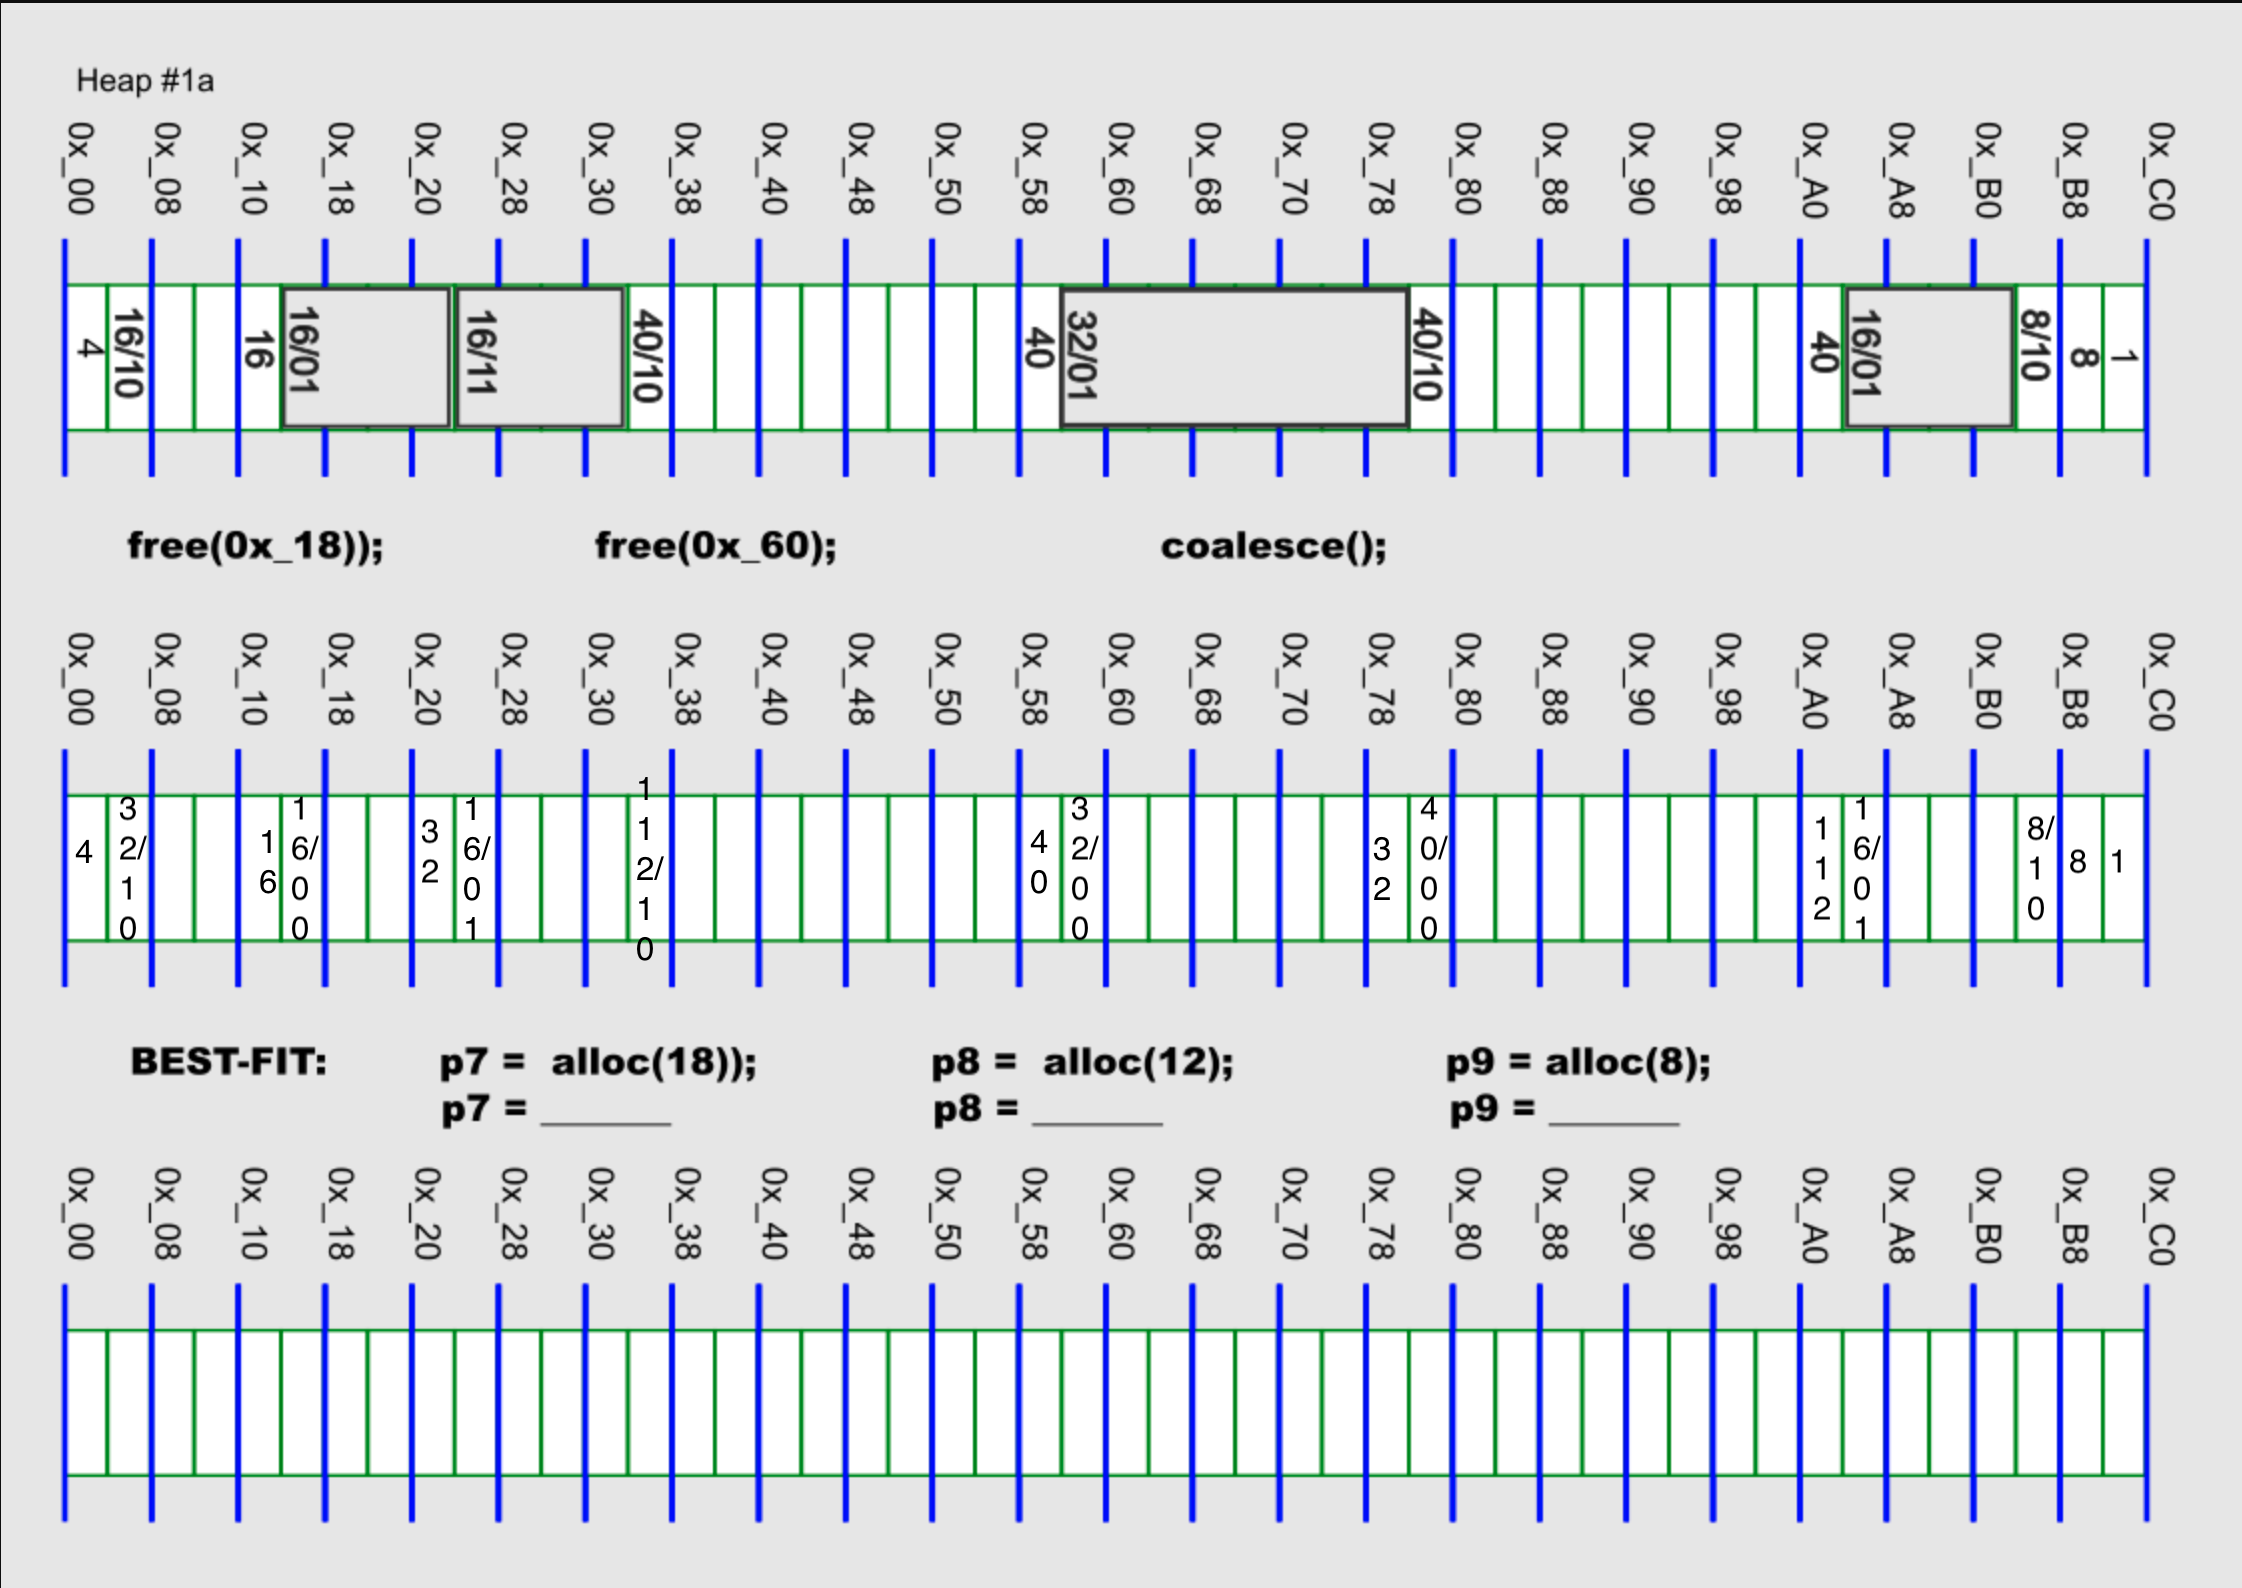 Heap #1a
0x_00 0x_08 0x_10 0x_18 0x_20 0x_28 0x_30 0x_38 0x_40 0x_48 0x_50 0x_58 0x_60 0x_68 0x_70 0x_78 0x_80 0x_88 0x_90 0x_98 0x_A0 0x_A8 0x_B0 0x_B8 0x_C0
4 16/10 16 16/01 16/11 40/10 40 32/01 40/10 40 16/01 8/10 8 1
free(0x_18)); free(0x_60); coalesce();
0x_00 0x_08 0x_10 0x_18 0x_20 0x_28 0x_30 0x_38 0x_40 0x_48 0x_50 0x_58 0x_60 0x_68 0x_70 0x_78 0x_80 0x_88 0x_90 0x_98 0x_A0 0x_A8 0x_B0 0x_B8 0x_C0
4 32/10 16 16/00 32 16/01 112/10 40 32/00 32 40/00 112 16/01 8/10 8 1
BEST-FIT: p7 = alloc(18)); p8 = alloc(12); p9 = alloc(8);
p7 = ______ p8 = ______ p9 = ______
0x_00 0x_08 0x_10 0x_18 0x_20 0x_28 0x_30 0x_38 0x_40 0x_48 0x_50 0x_58 0x_60 0x_68 0x_70 0x_78 0x_80 0x_88 0x_90 0x_98 0x_A0 0x_A8 0x_B0 0x_B8 0x_C0